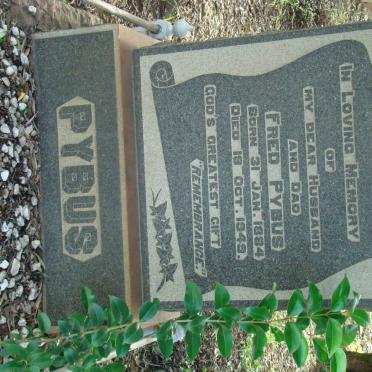 IN LOVING MEMORY
OF
MY DEAR HUSBAND
AND DAD
FRED PYBUS
BORN 31 JAN. 1884
DIED 19 OCT. 1949.
GOD'S GREATEST GIFT
"REMEMBRANCE"
PYBUS